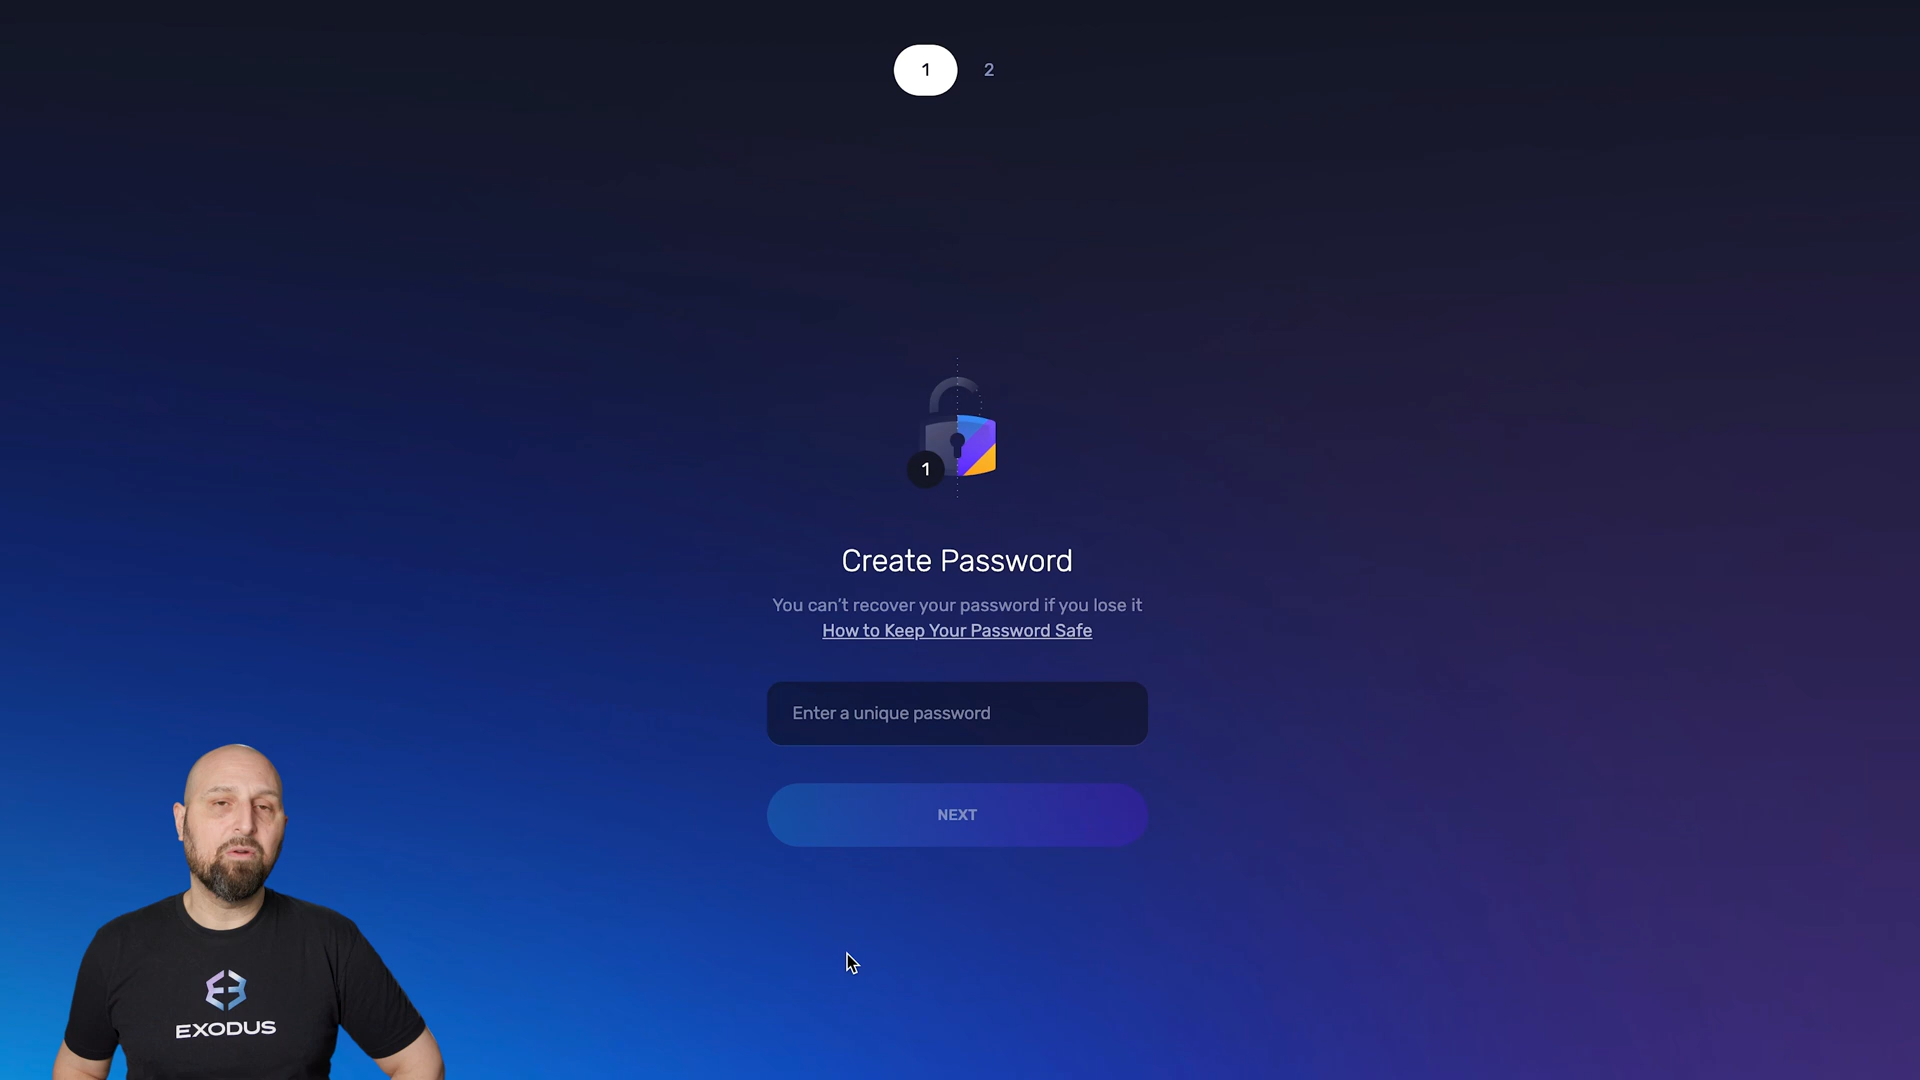 1
2
1
Create Password
You can't recover your password if you lose it
How to Keep Your Password Safe
Enter a unique password
NEXT
EXODUS